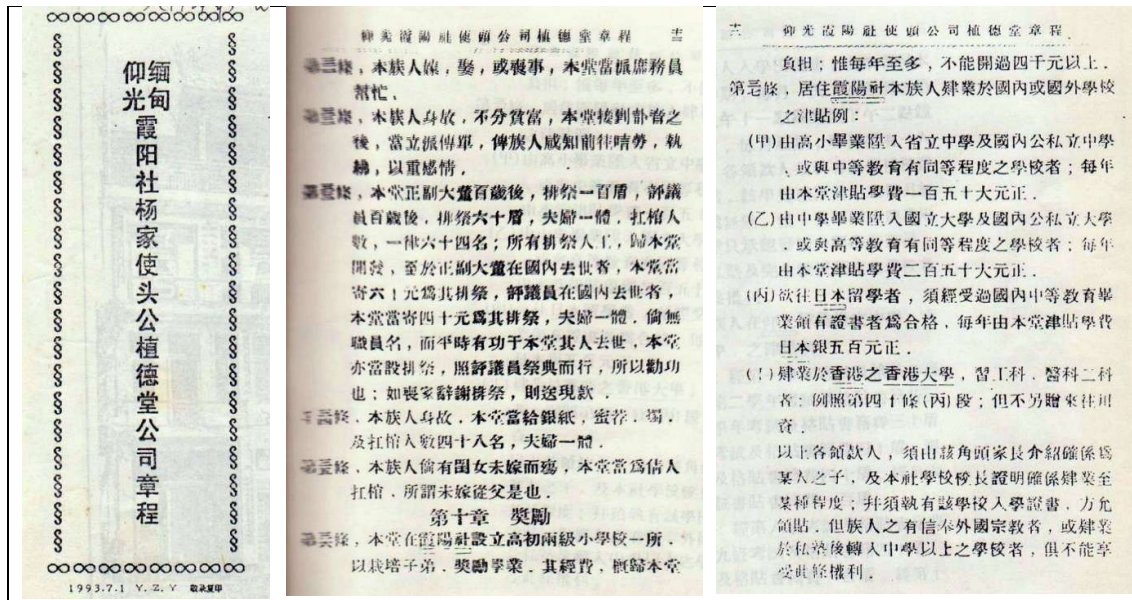 缅甸
仰光
霞阳社杨家使头公植德堂公司章程
1993.7.1 Y. Z. Y 敬承复印
仰光霞陽社使頭公司植德堂章程
條，本族人嫁，娶，或喪事，本堂當派庶務員
幫忙．
條，本族人身故，不分貧富，本堂接到訃音之
後，當立派傳單，俾族人咸知前往晴勞，執
紼，以重感情．
條，本堂正副大董百歲後，排祭一百盾，評議
員百歲後，排祭六十盾，夫婦一體，扛棺人
數，一律六十四名；所有排祭人工，歸本堂
開發，至於正副大董在國內去世者，本堂當
寄六十元爲其排祭，評議員在國內去世者，
本堂當寄四十元爲其排祭，夫婦一體．倘無
職員名，而平時有功于本堂其人去世．本堂
亦當設排祭，照評議員祭典而行，所以勸功
也；如喪家辭謝排祭，則送現款．
條．本族人身故．本堂當給銀紙，蜜荐．燭．
及扛棺人數四十八名，夫婦一體．
條．本族人倘有閨女未嫁而殤，本堂當爲倩人
扛棺．所謂未嫁從父是也．
第十章 獎勵
條，本堂在霞陽社設立高初兩級小學校一所．
以栽培子弟．獎勵學業．其經費．概歸本堂
仰光霞陽社使頭公司植德堂章程
負担；惟每年至多，不能開過四千元以上．
條，居住霞陽社本族人肄業於國內或國外學校
之津貼例：
(甲)由高小畢業陞入省立中學及國內公私立中學
，或與中等教育有同等程度之學校者；每年
由本堂津貼學費一百五十大元正．
(乙)由中學畢業陞入國立大學及國內公私立大學
，或與高等教育有同等程度之學校者；每年
由本堂津貼學費二百五十大元正．
(丙)欲往日本留學者，須經受過國內中等教育畢
業領有證書者爲合格，每年由本堂津貼學費
日本銀五百元正．
肄業於香港之香港大學，習工科．醫科二科
者．例照第四十條(丙)段；但不另贈來往川
資．
以上各領款人，須由該角頭家長介紹確係爲
某人之子，及本社學校校長證明確係肄業至
某種程度；并須執有該學校入學證書．方允
領貼．但族人之有信奉外國宗教者，或肄業
於私塾後轉入中學以上之學校者，俱不能享
受此條權利